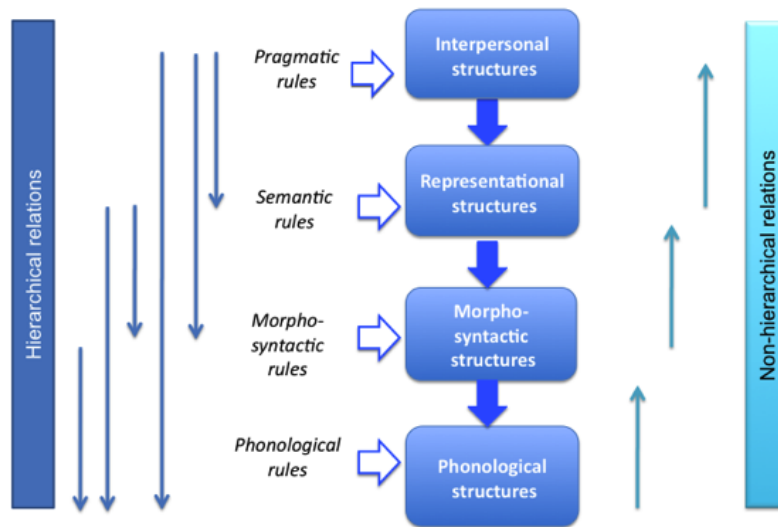 Hierarchical relations
Pragmatic
rules
Interpersonal
structures
Semantic
rules
Representational
structures
Morpho-
syntactic
rules
Morpho-
syntactic
structures
Phonological
rules
Phonological
structures
Non-hierarchical relations